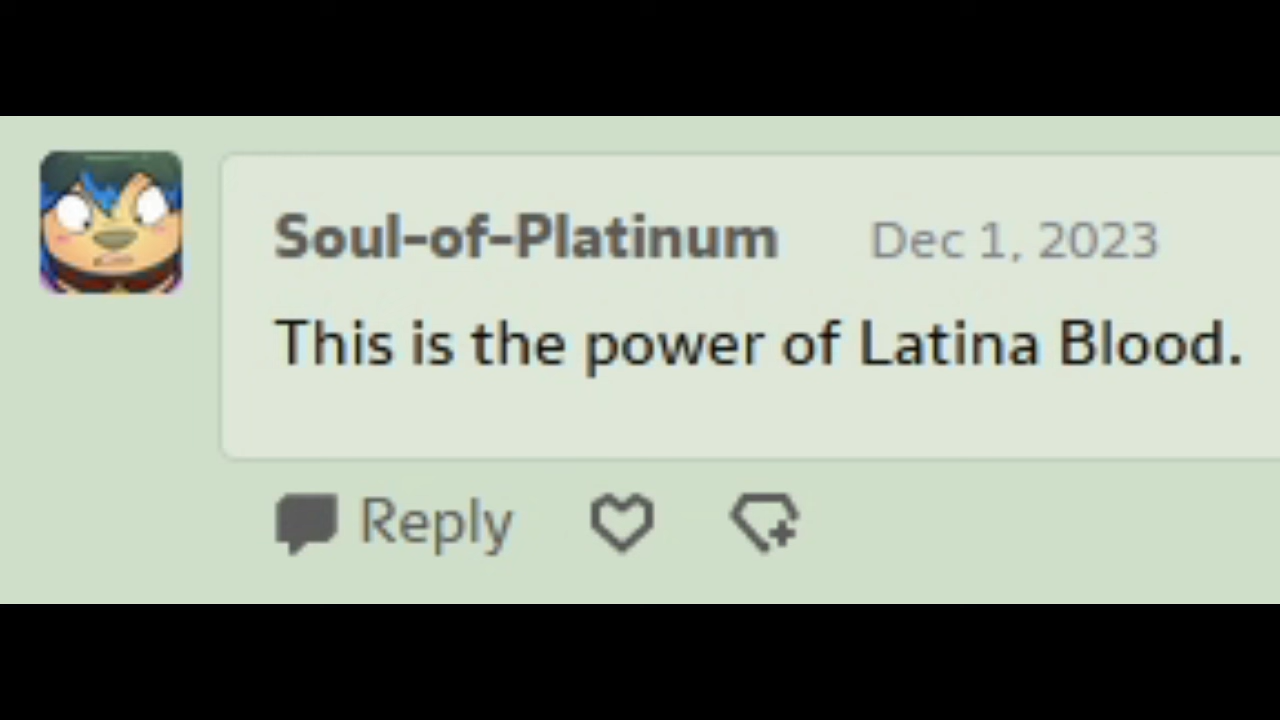 Soul-of-Platinum Dec 1, 2023
This is the power of Latina Blood.
Reply